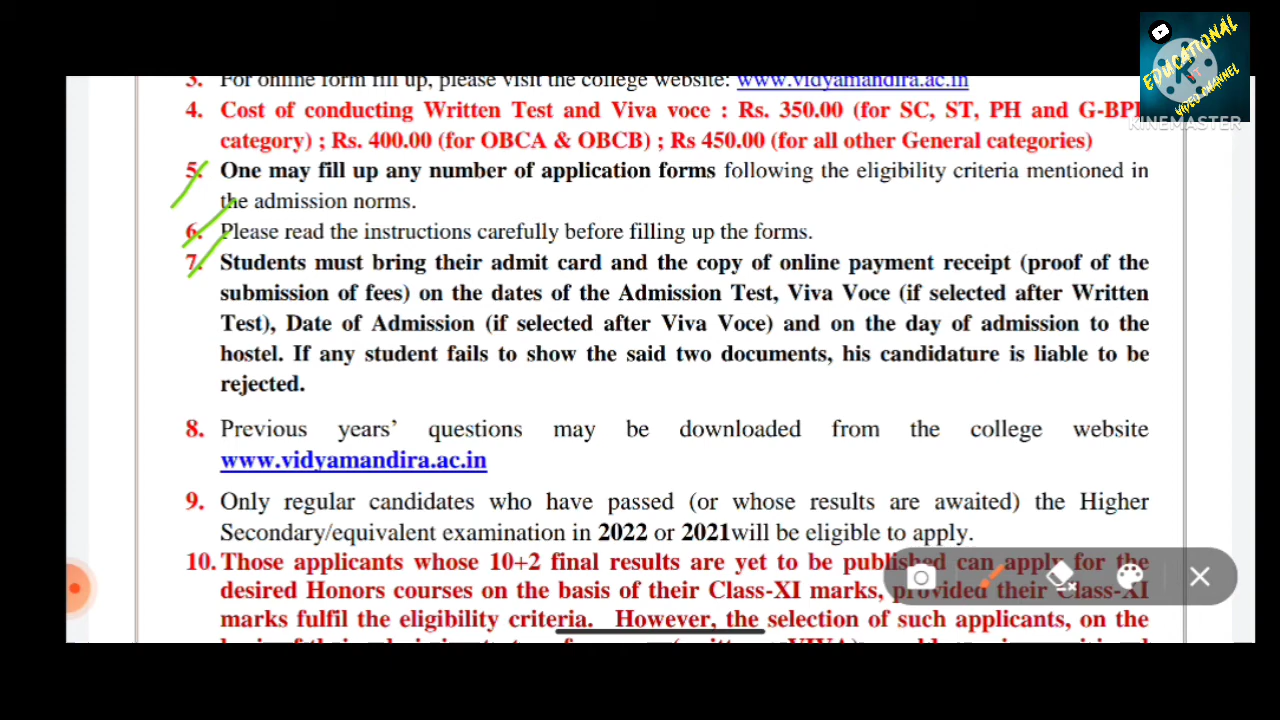 EDUCATIONAL
YT
VIDEO CHANNEL
KINEMASTER
3. For online form fill up, please visit the college website: www.vidyamandira.ac.in
4. Cost of conducting Written Test and Viva voce : Rs. 350.00 (for SC, ST, PH and G-BPL
category) ; Rs. 400.00 (for OBCA & OBCB) ; Rs 450.00 (for all other General categories)
5. One may fill up any number of application forms following the eligibility criteria mentioned in
the admission norms.
6. Please read the instructions carefully before filling up the forms.
7. Students must bring their admit card and the copy of online payment receipt (proof of the
submission of fees) on the dates of the Admission Test, Viva Voce (if selected after Written
Test), Date of Admission (if selected after Viva Voce) and on the day of admission to the
hostel. If any student fails to show the said two documents, his candidature is liable to be
rejected.
8. Previous years' questions may be downloaded from the college website
www.vidyamandira.ac.in
9. Only regular candidates who have passed (or whose results are awaited) the Higher
Secondary/equivalent examination in 2022 or 2021will be eligible to apply.
10. Those applicants whose 10+2 final results are yet to be published can apply for the
desired Honors courses on the basis of their Class-XI marks, provided their Class-XI
marks fulfil the eligibility criteria. However, the selection of such applicants, on the